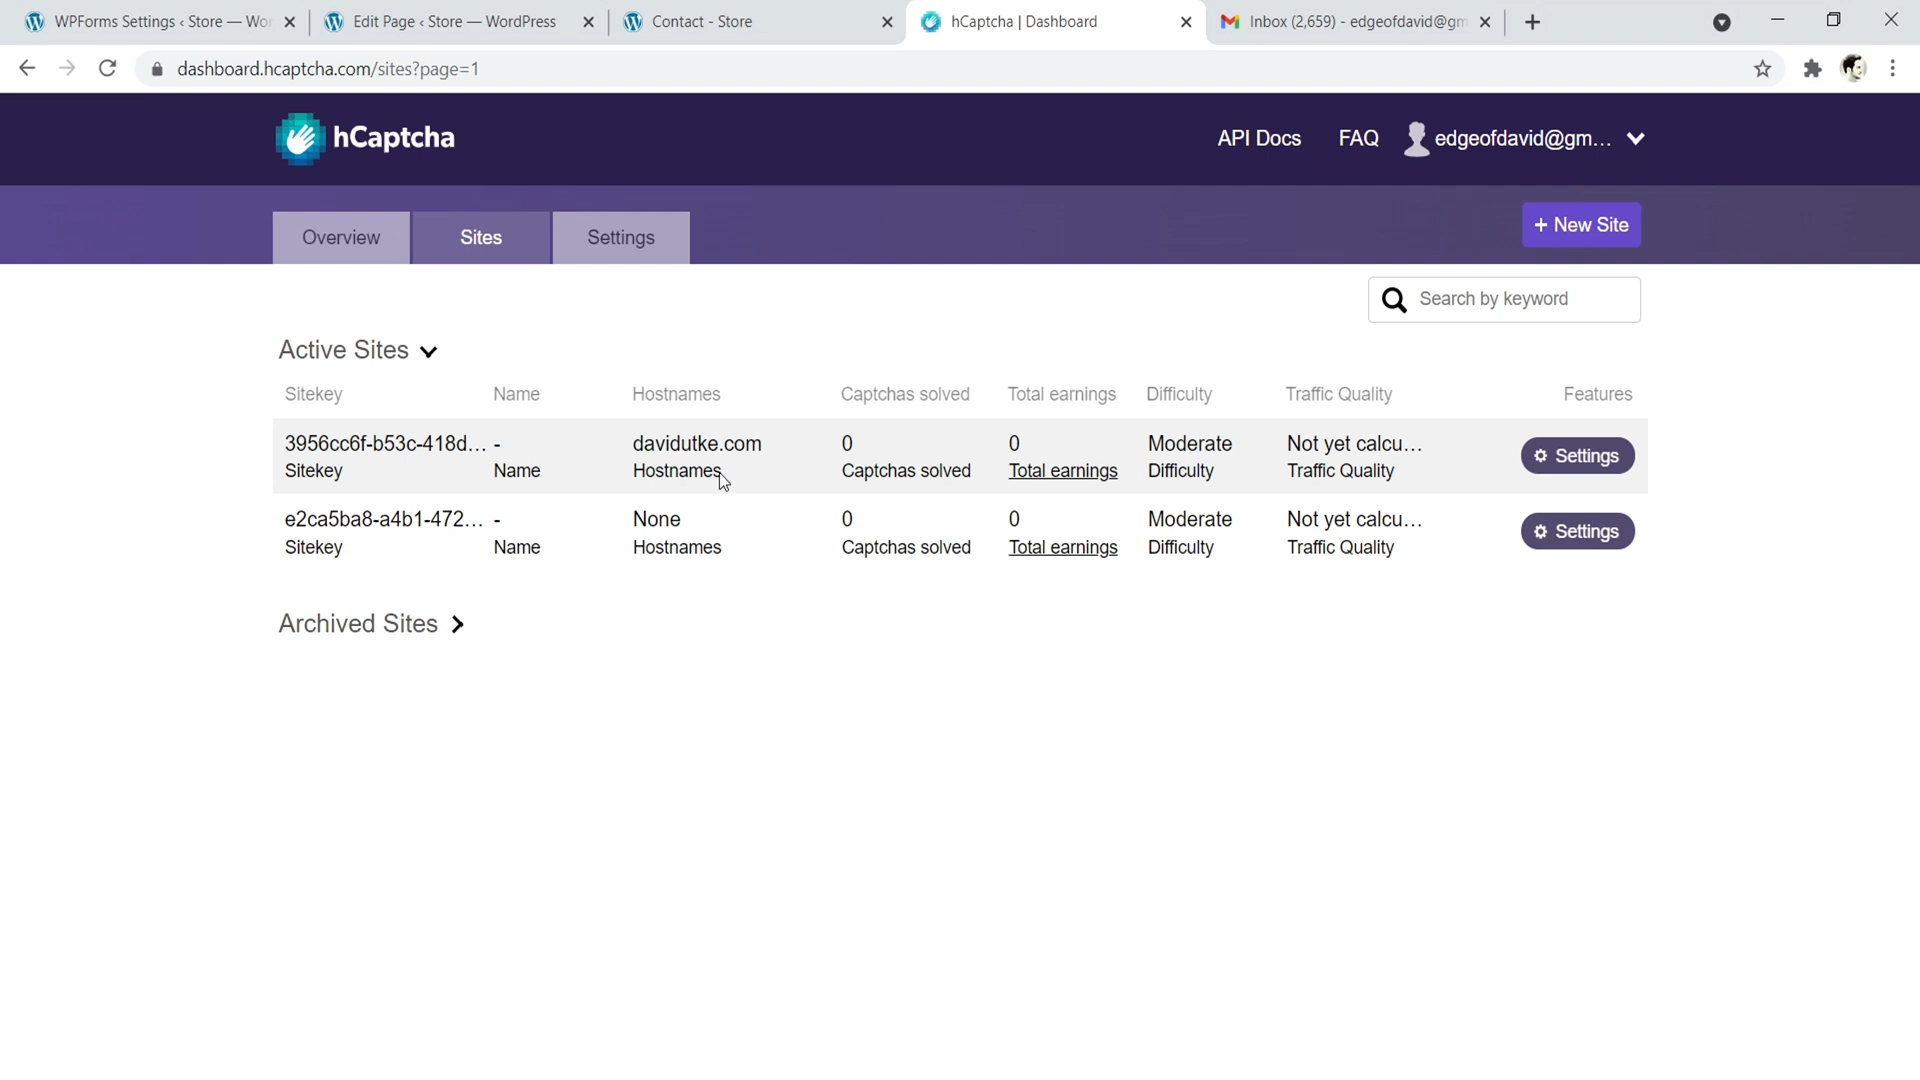 WPForms Settings ‹ Store — Wor
Edit Page ‹ Store — WordPress
Contact - Store
hCaptcha | Dashboard
Inbox (2,659) - edgeofdavid@gm
dashboard.hcaptcha.com/sites?page=1
hCaptcha
API Docs
FAQ
edgeofdavid@gm...
Overview
Sites
Settings
+ New Site
Search by keyword
Active Sites
Sitekey Name Hostnames Captchas solved Total earnings Difficulty Traffic Quality Features
3956cc6f-b53c-418d... - davidutke.com 0 0 Moderate Not yet calcu... Settings
Sitekey Name Hostnames Captchas solved Total earnings Difficulty Traffic Quality
e2ca5ba8-a4b1-472... - None 0 0 Moderate Not yet calcu... Settings
Sitekey Name Hostnames Captchas solved Total earnings Difficulty Traffic Quality
Archived Sites